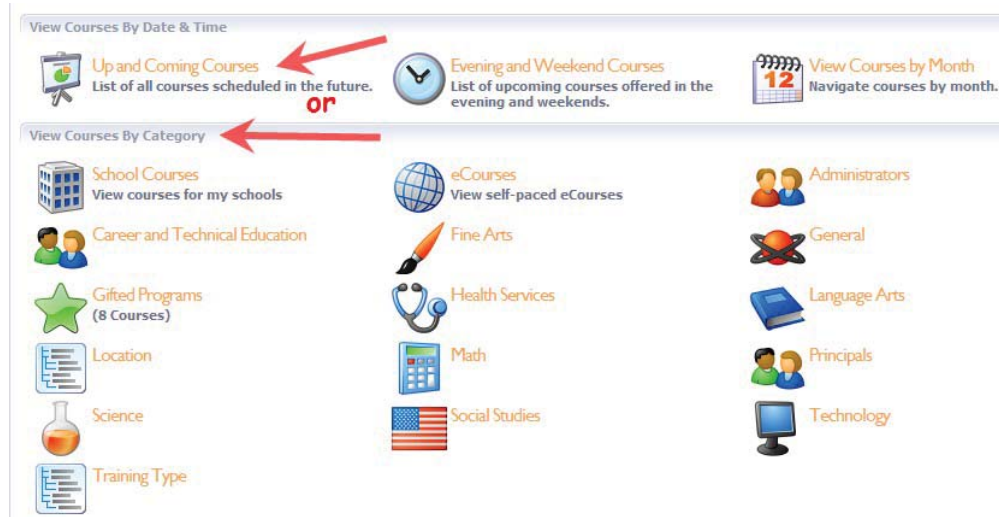 View Courses By Date & Time
Up and Coming Courses
List of all courses scheduled in the future.
or
Evening and Weekend Courses
List of upcoming courses offered in the
evening and weekends.
12
View Courses by Month
Navigate courses by month.
View Courses By Category
School Courses
View courses for my schools
eCourses
View self-paced eCourses
Administrators
Career and Technical Education
Fine Arts
General
Gifted Programs
(8 Courses)
Health Services
Language Arts
Location
Math
Principals
Science
Social Studies
Technology
Training Type